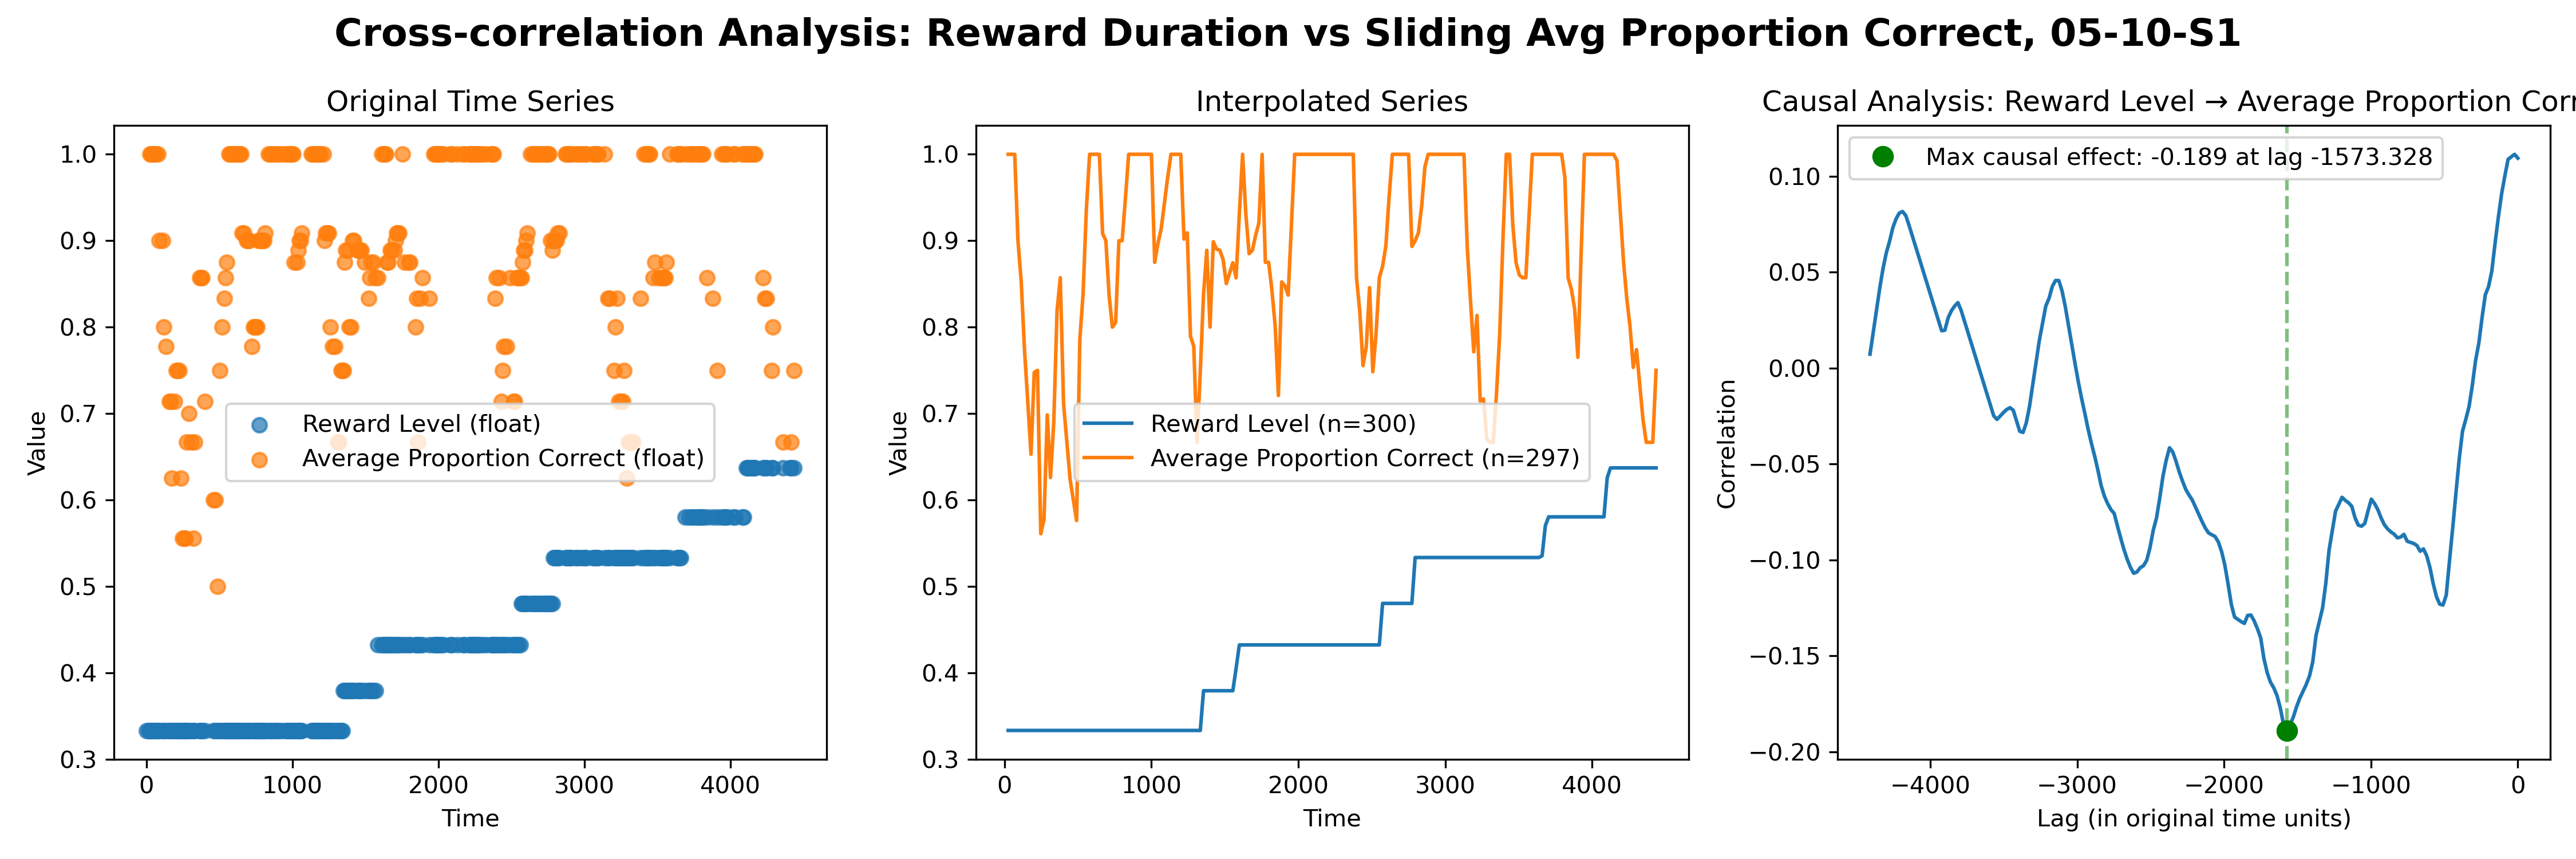 Cross-correlation Analysis: Reward Duration vs Sliding Avg Proportion Correct, 05-10-S1
Original Time Series
Value
1.0
0.9
0.8
0.7
0.6
0.5
0.4
0.3
Reward Level (float)
Average Proportion Correct (float)
0
1000
2000
3000
4000
Time
Interpolated Series
Value
1.0
0.9
0.8
0.7
0.6
0.5
0.4
0.3
Reward Level (n=300)
Average Proportion Correct (n=297)
0
1000
2000
3000
4000
Time
Causal Analysis: Reward Level → Average Proportion Corr
Correlation
Max causal effect: -0.189 at lag -1573.328
0.10
0.05
0.00
−0.05
−0.10
−0.15
−0.20
−4000
−3000
−2000
−1000
0
Lag (in original time units)